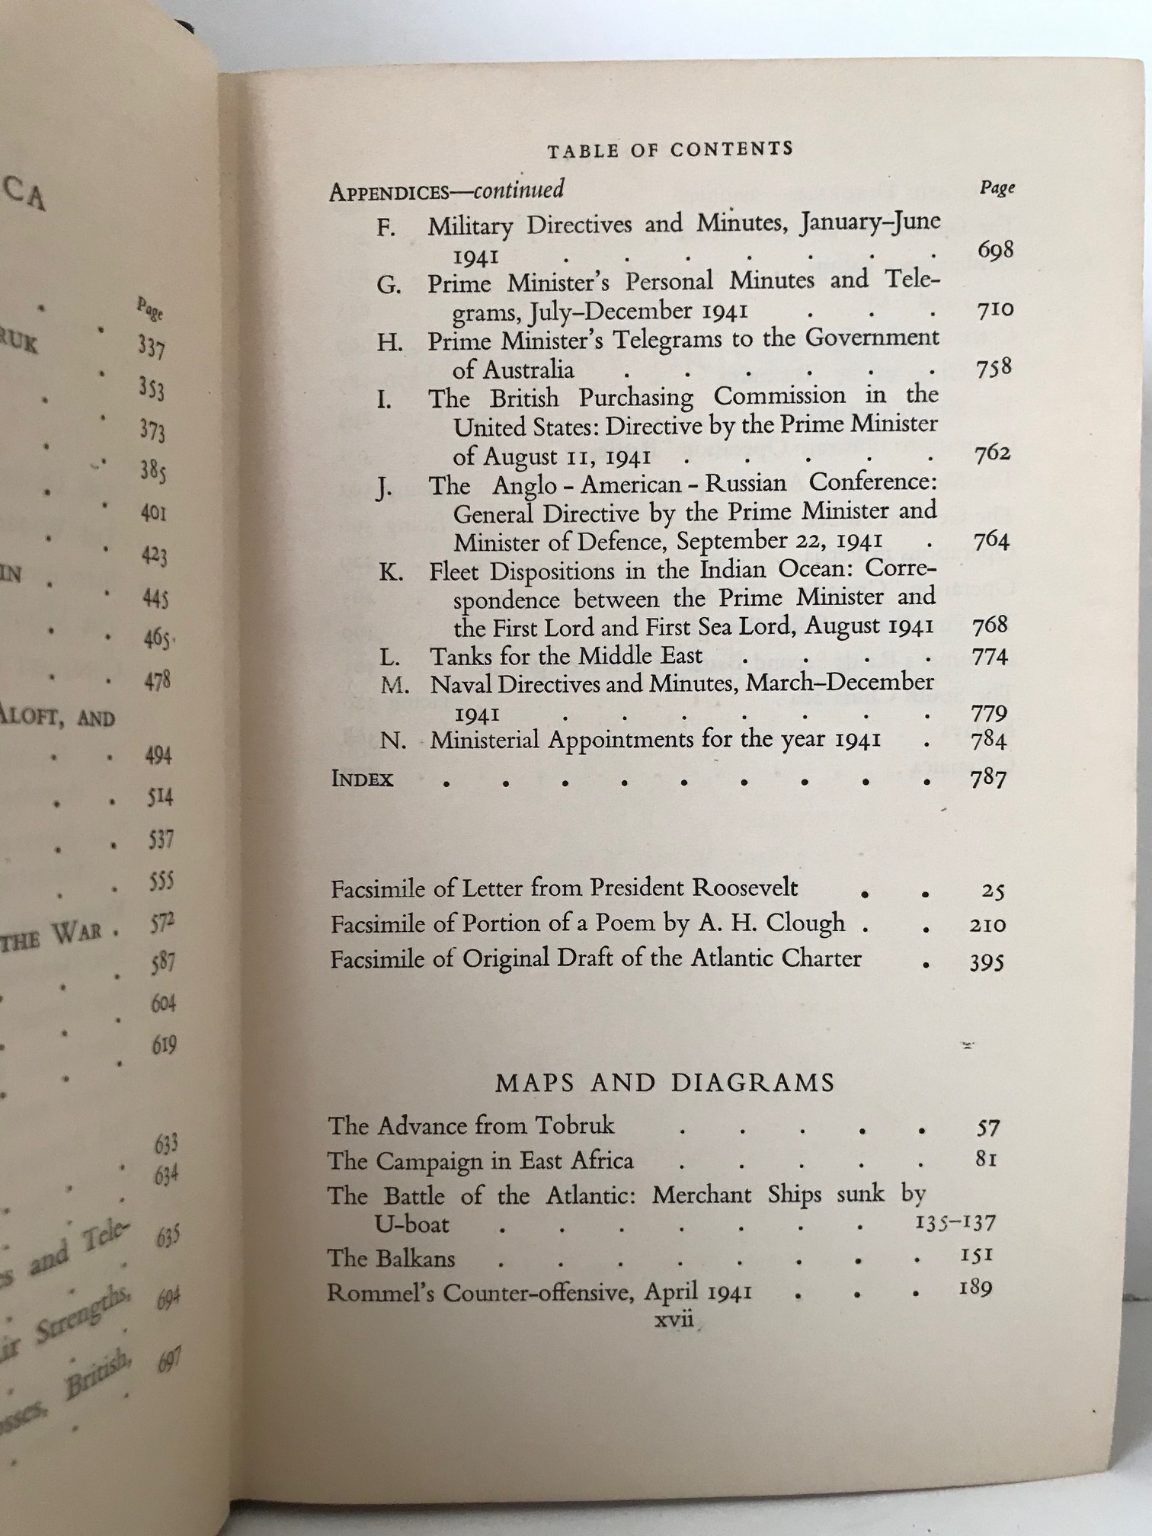 CA
Page
RUK . . 337
. . 353
. . 373
. . 385
. . 401
. . 423
IN . . 445
. . 465
. . 478
ALOFT, AND
. . 494
. . 514
. . 537
. . 555
THE WAR . 572
. . 587
. . 604
. . 619
633
. . 634
and Tele-
. . 635
Strengths,
. . 694
British,
. . 697
TABLE OF CONTENTS
APPENDICES—continued Page
F. Military Directives and Minutes, January–June
1941 . . . . . . . 698
G. Prime Minister's Personal Minutes and Tele-
grams, July–December 1941 . . . 710
H. Prime Minister's Telegrams to the Government
of Australia . . . . . . 758
I. The British Purchasing Commission in the
United States: Directive by the Prime Minister
of August 11, 1941 . . . . . 762
J. The Anglo-American-Russian Conference:
General Directive by the Prime Minister and
Minister of Defence, September 22, 1941 . 764
K. Fleet Dispositions in the Indian Ocean: Corre-
spondence between the Prime Minister and
the First Lord and First Sea Lord, August 1941 768
L. Tanks for the Middle East . . . . 774
M. Naval Directives and Minutes, March–December
1941 . . . . . . . 779
N. Ministerial Appointments for the year 1941 . 784
INDEX . . . . . . . . . 787
Facsimile of Letter from President Roosevelt . . 25
Facsimile of Portion of a Poem by A. H. Clough . . 210
Facsimile of Original Draft of the Atlantic Charter . 395
MAPS AND DIAGRAMS
The Advance from Tobruk . . . . . 57
The Campaign in East Africa . . . . . 81
The Battle of the Atlantic: Merchant Ships sunk by
U-boat . . . . . . . 135–137
The Balkans . . . . . . . . 151
Rommel's Counter-offensive, April 1941 . . . 189
xvii